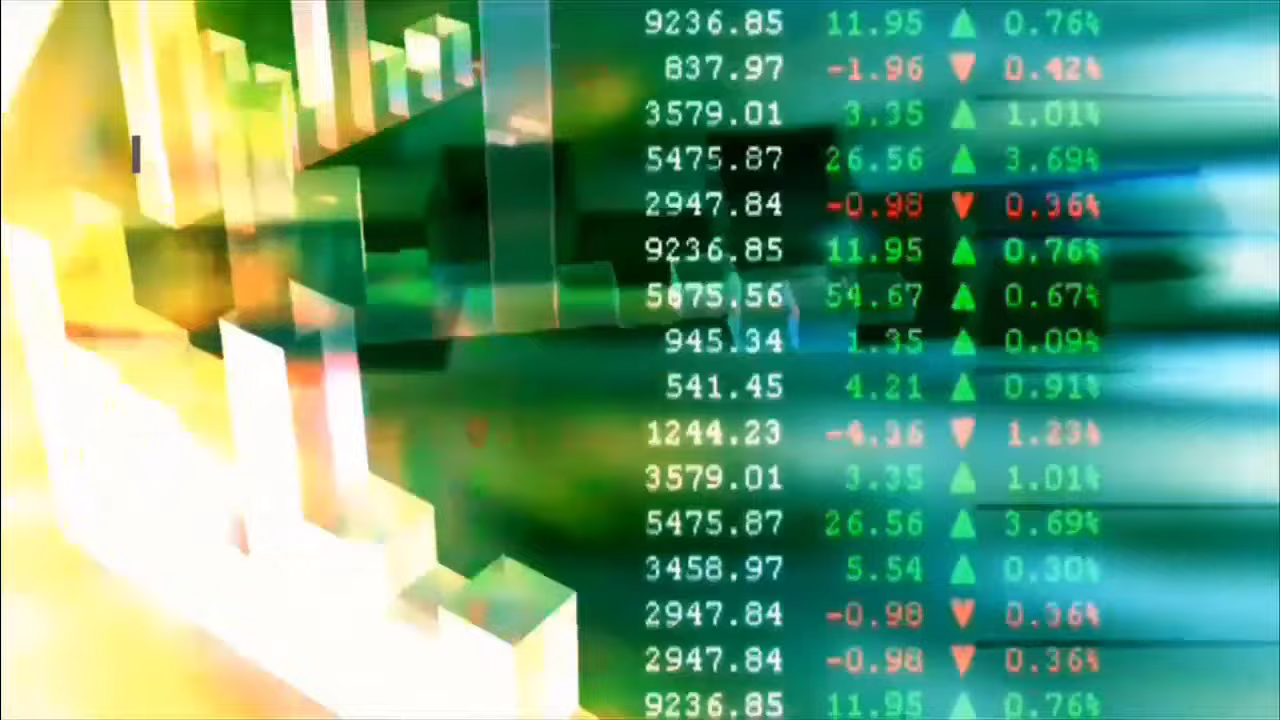 9236.85 11.95 ▲ 0.76%
837.97 -1.96 ▼ 0.42%
3579.01 3.35 ▲ 1.01%
5475.87 26.56 ▲ 3.69%
2947.84 -0.98 ▼ 0.36%
9236.85 11.95 ▲ 0.76%
5675.56 54.67 ▲ 0.67%
945.34 1.35 ▲ 0.09%
541.45 4.21 ▲ 0.91%
1244.23 -4.36 ▼ 1.23%
3579.01 3.35 ▲ 1.01%
5475.87 26.56 ▲ 3.69%
3458.97 5.54 ▲ 0.30%
2947.84 -0.98 ▼ 0.36%
2947.84 -0.98 ▼ 0.36%
9236.85 11.95 ▲ 0.76%